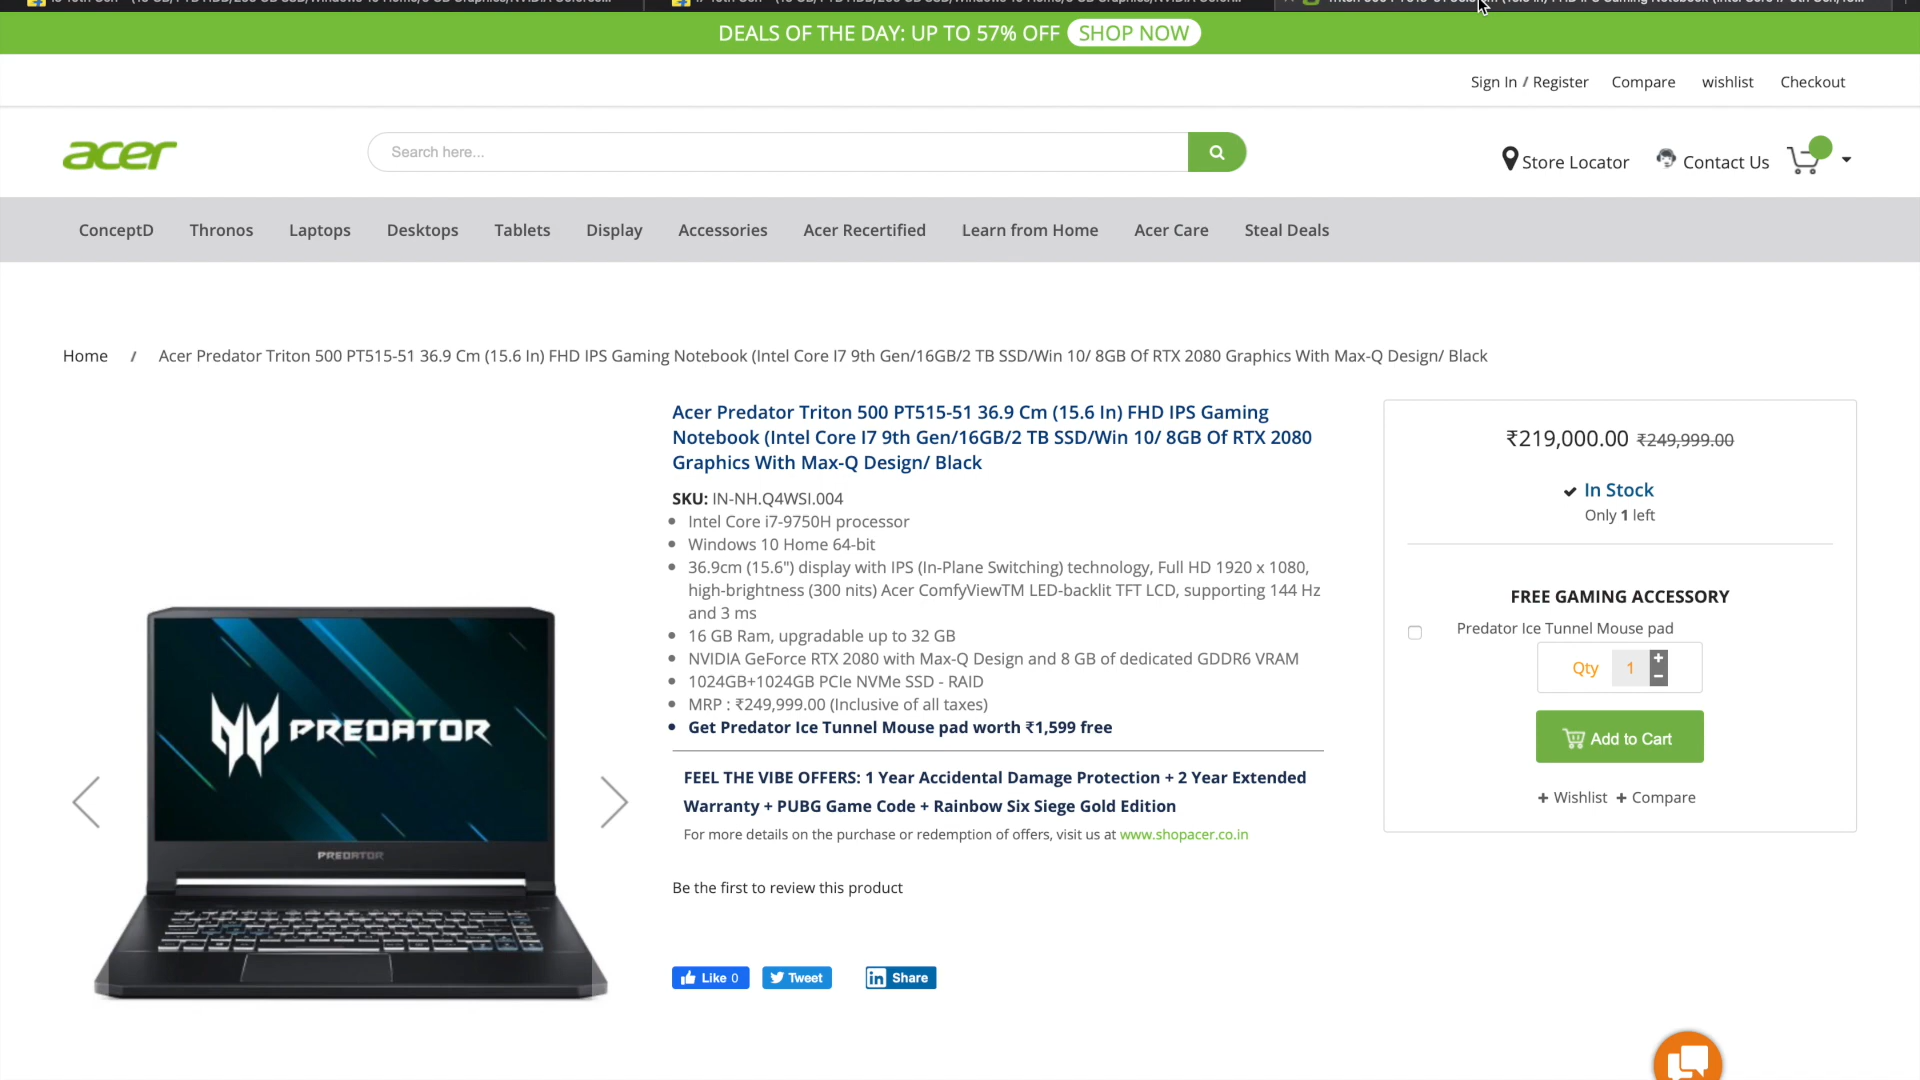 DEALS OF THE DAY: UP TO 57% OFF SHOP NOW
Sign In / Register Compare wishlist Checkout
acer
Search here...
Store Locator Contact Us
ConceptD Thronos Laptops Desktops Tablets Display Accessories Acer Recertified Learn from Home Acer Care Steal Deals
Home / Acer Predator Triton 500 PT515-51 36.9 Cm (15.6 In) FHD IPS Gaming Notebook (Intel Core I7 9th Gen/16GB/2 TB SSD/Win 10/ 8GB Of RTX 2080 Graphics With Max-Q Design/ Black
Acer Predator Triton 500 PT515-51 36.9 Cm (15.6 In) FHD IPS Gaming
Notebook (Intel Core I7 9th Gen/16GB/2 TB SSD/Win 10/ 8GB Of RTX 2080
Graphics With Max-Q Design/ Black
SKU: IN-NH.Q4WSI.004
Intel Core i7-9750H processor
Windows 10 Home 64-bit
36.9cm (15.6") display with IPS (In-Plane Switching) technology, Full HD 1920 x 1080,
high-brightness (300 nits) Acer ComfyViewTM LED-backlit TFT LCD, supporting 144 Hz
and 3 ms
16 GB Ram, upgradable up to 32 GB
NVIDIA GeForce RTX 2080 with Max-Q Design and 8 GB of dedicated GDDR6 VRAM
1024GB+1024GB PCIe NVMe SSD - RAID
MRP : ₹249,999.00 (Inclusive of all taxes)
Get Predator Ice Tunnel Mouse pad worth ₹1,599 free
FEEL THE VIBE OFFERS: 1 Year Accidental Damage Protection + 2 Year Extended
Warranty + PUBG Game Code + Rainbow Six Siege Gold Edition
For more details on the purchase or redemption of offers, visit us at www.shopacer.co.in
Be the first to review this product
Like 0 Tweet in Share
PREDATOR
PREDATOR
₹219,000.00 ₹249,999.00
In Stock
Only 1 left
FREE GAMING ACCESSORY
Predator Ice Tunnel Mouse pad
Qty 1 + -
Add to Cart
+ Wishlist + Compare